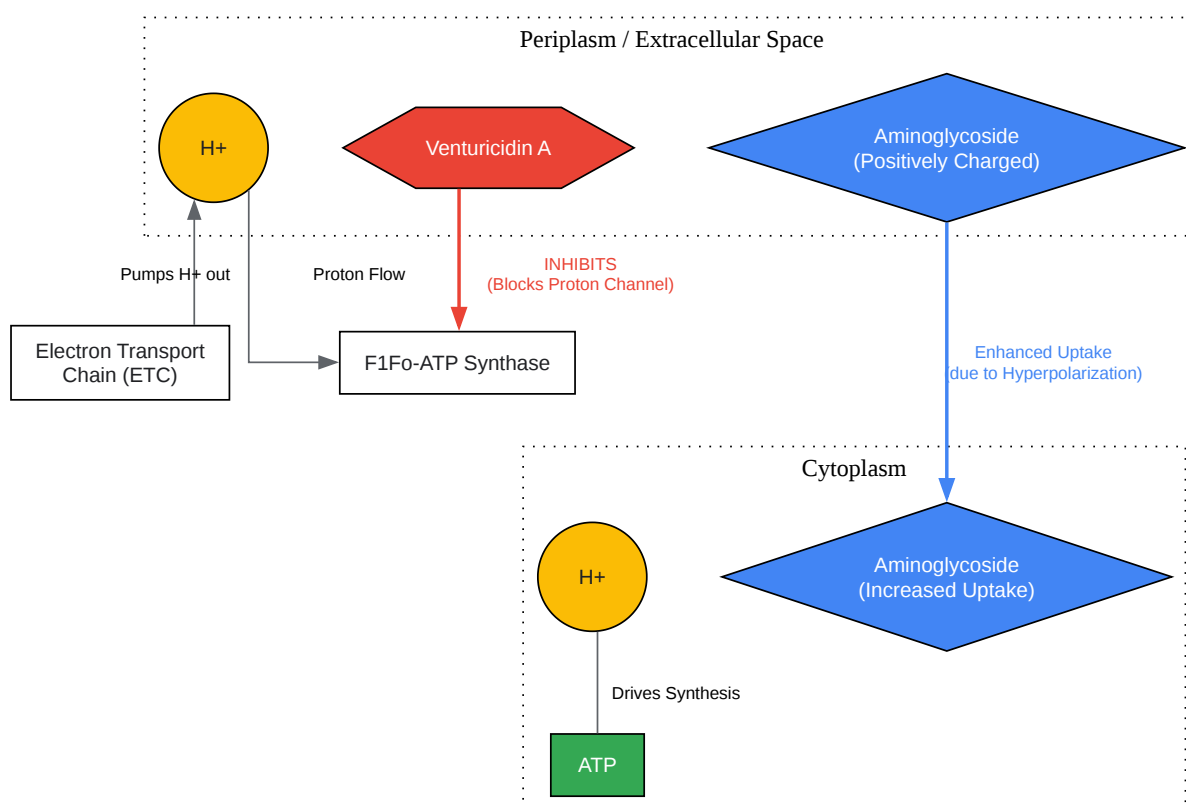 Periplasm / Extracellular Space
H+
Venturicidin A
Aminoglycoside
(Positively Charged)
Pumps H+ out
Proton Flow
INHIBITS
(Blocks Proton Channel)
Electron Transport
Chain (ETC)
F1Fo-ATP Synthase
Enhanced Uptake
(due to Hyperpolarization)
Cytoplasm
H+
Aminoglycoside
(Increased Uptake)
Drives Synthesis
ATP